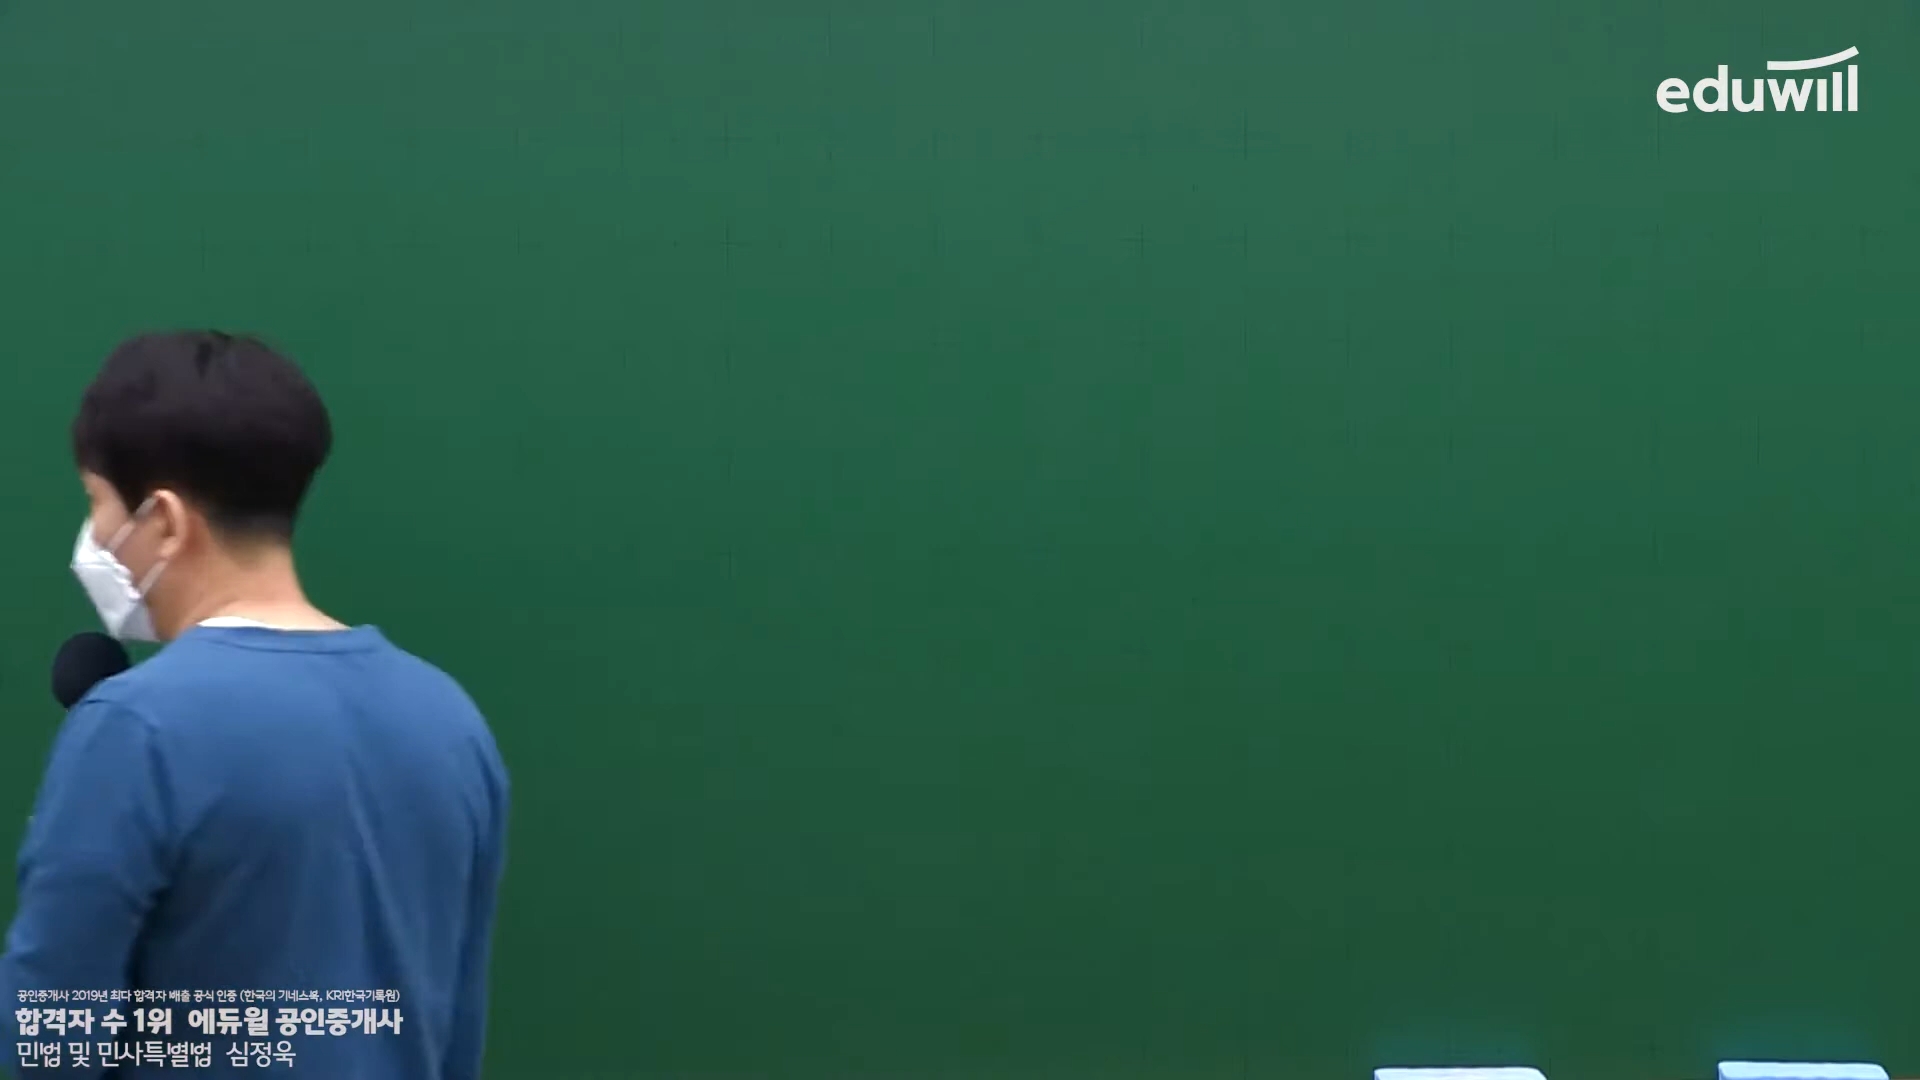 eduwill
공인중개사 2019년 최다 합격자 배출 공식 인증 (한국의 기네스북, KRI한국기록원)
합격자 수 1위 에듀윌 공인중개사
민법 및 민사특별법 심정욱